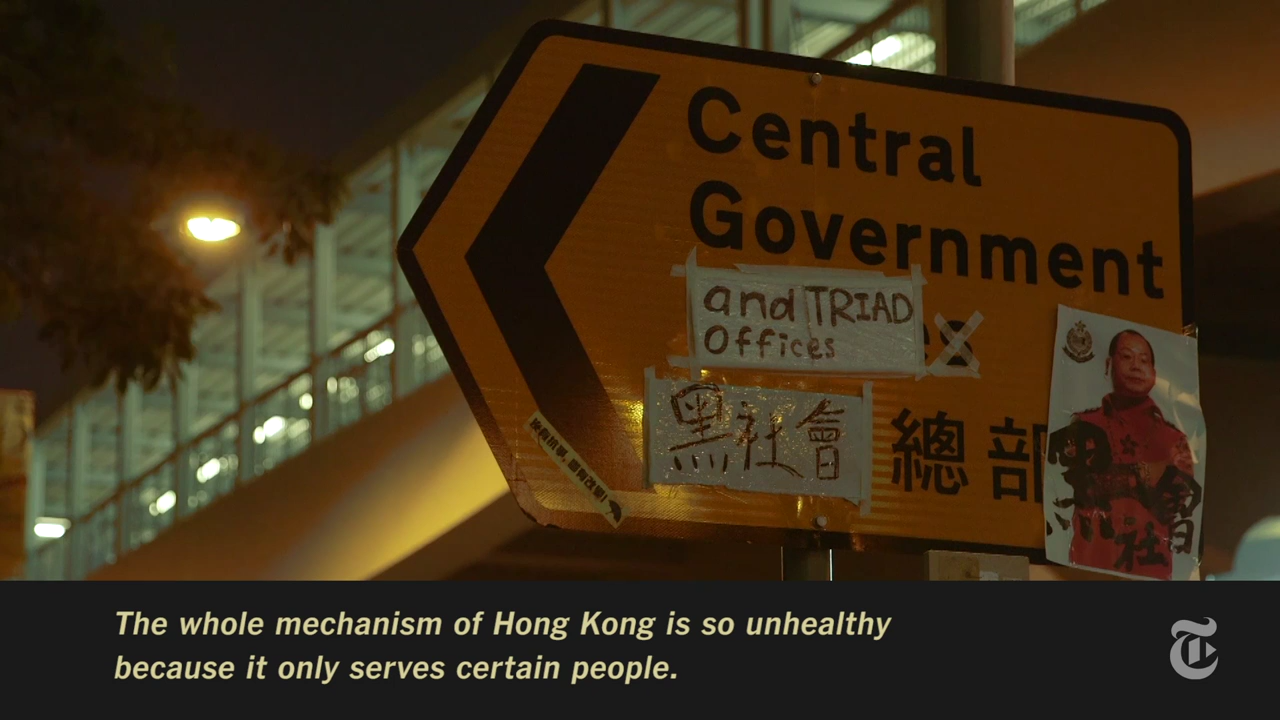 Central
Government
and TRIAD
Offices
es
黑社會
總部
黑社會
The whole mechanism of Hong Kong is so unhealthy
because it only serves certain people.